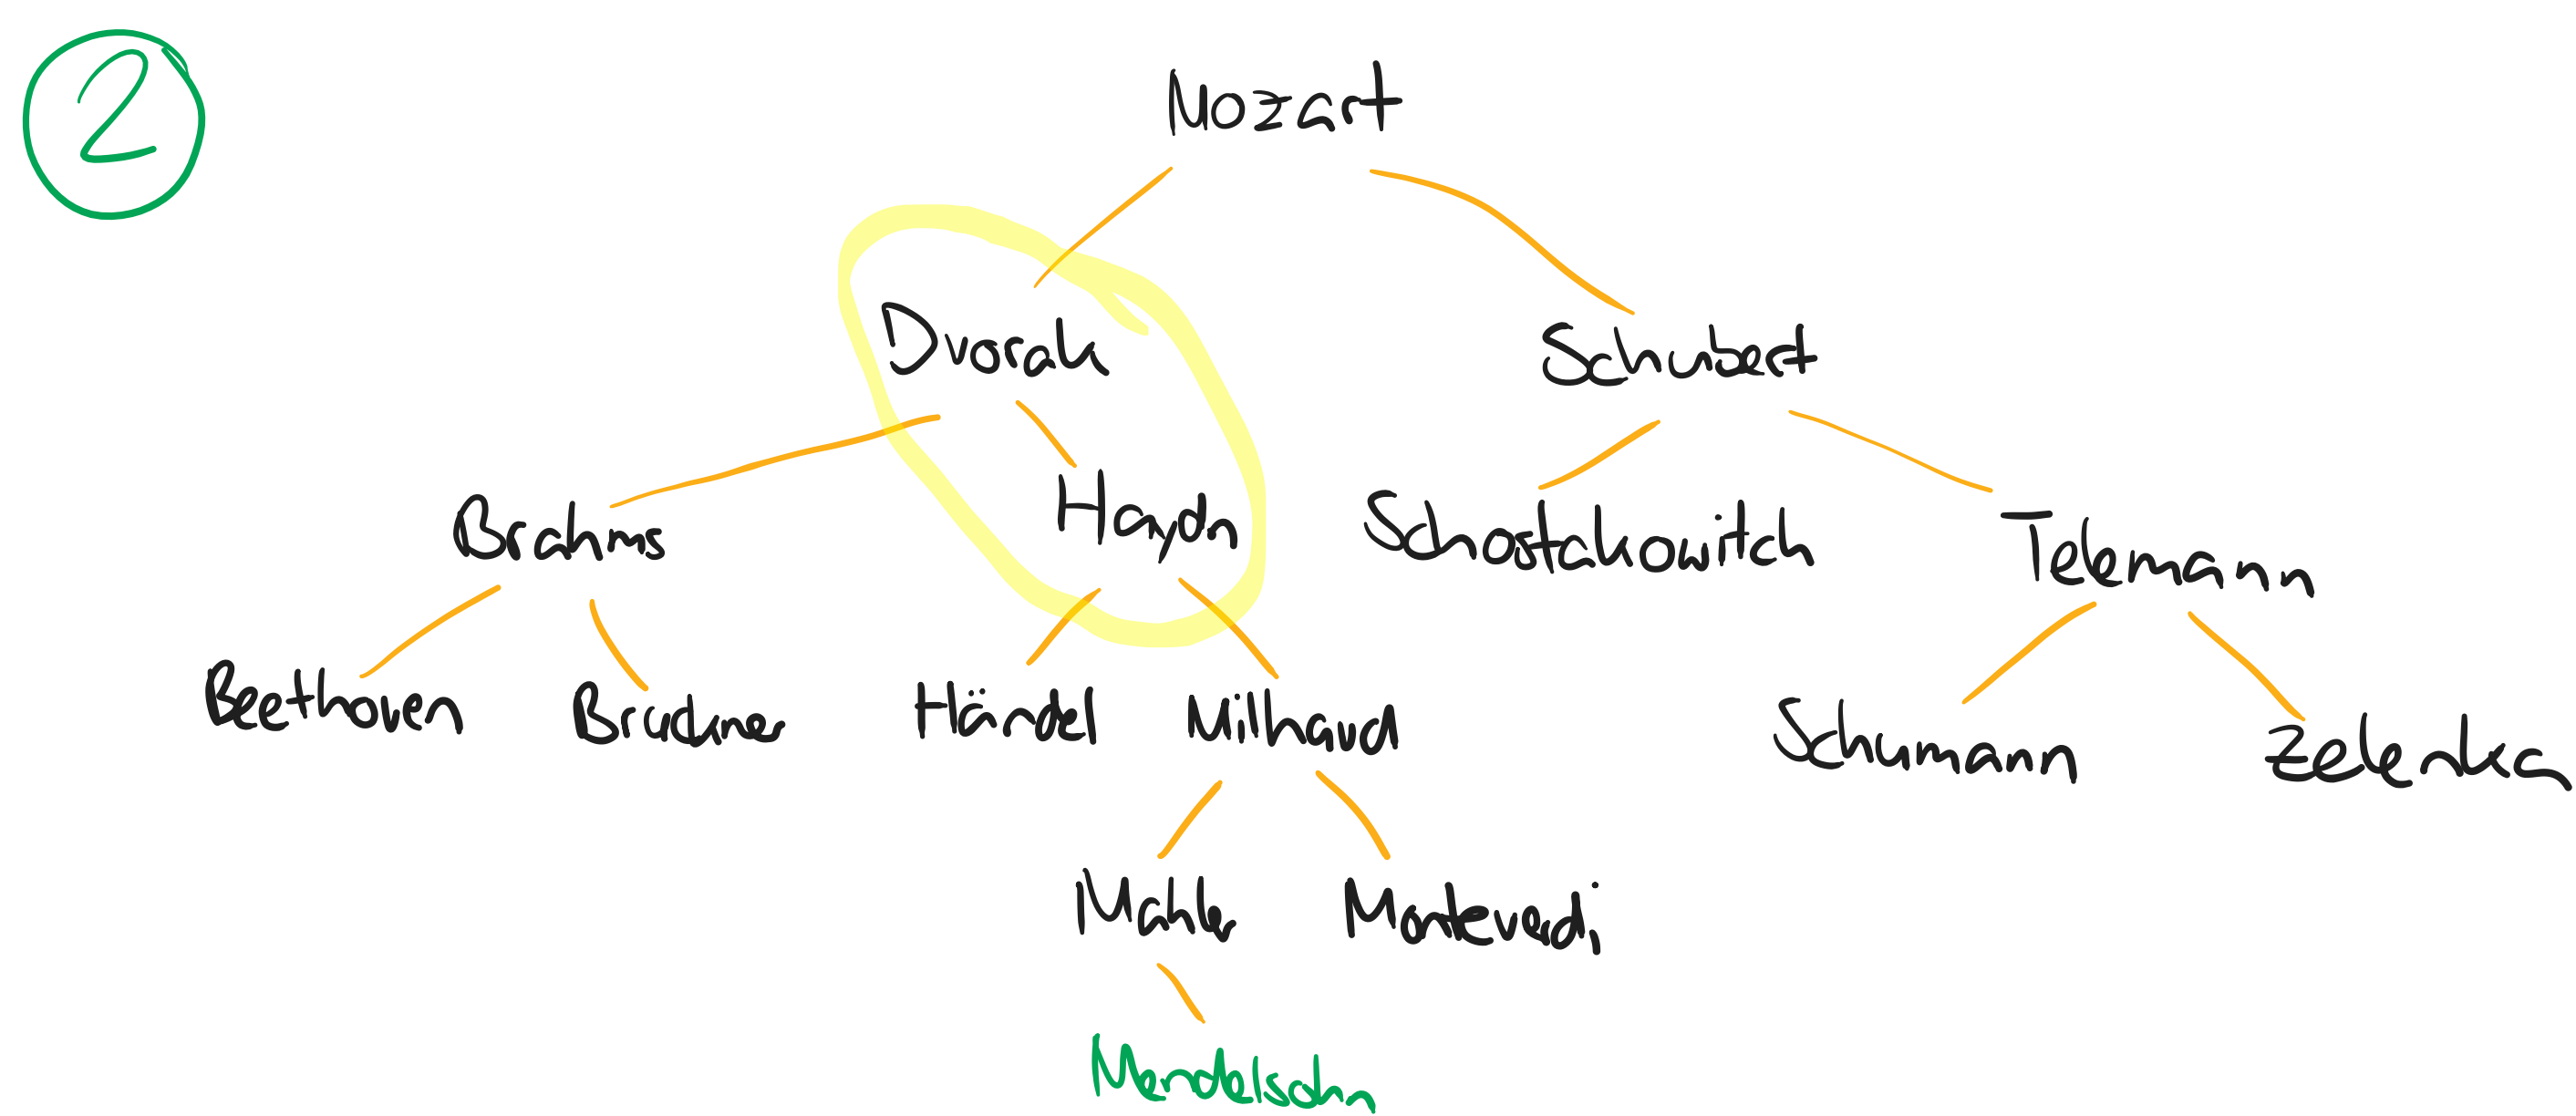 2
Mozart
Dvorak
Schubert
Brahms
Haydn
Schostakowitch
Telemann
Beethoven
Bruckner
Händel
Milhaud
Schumann
Zelenka
Mahler
Monteverdi
Mendelsohn